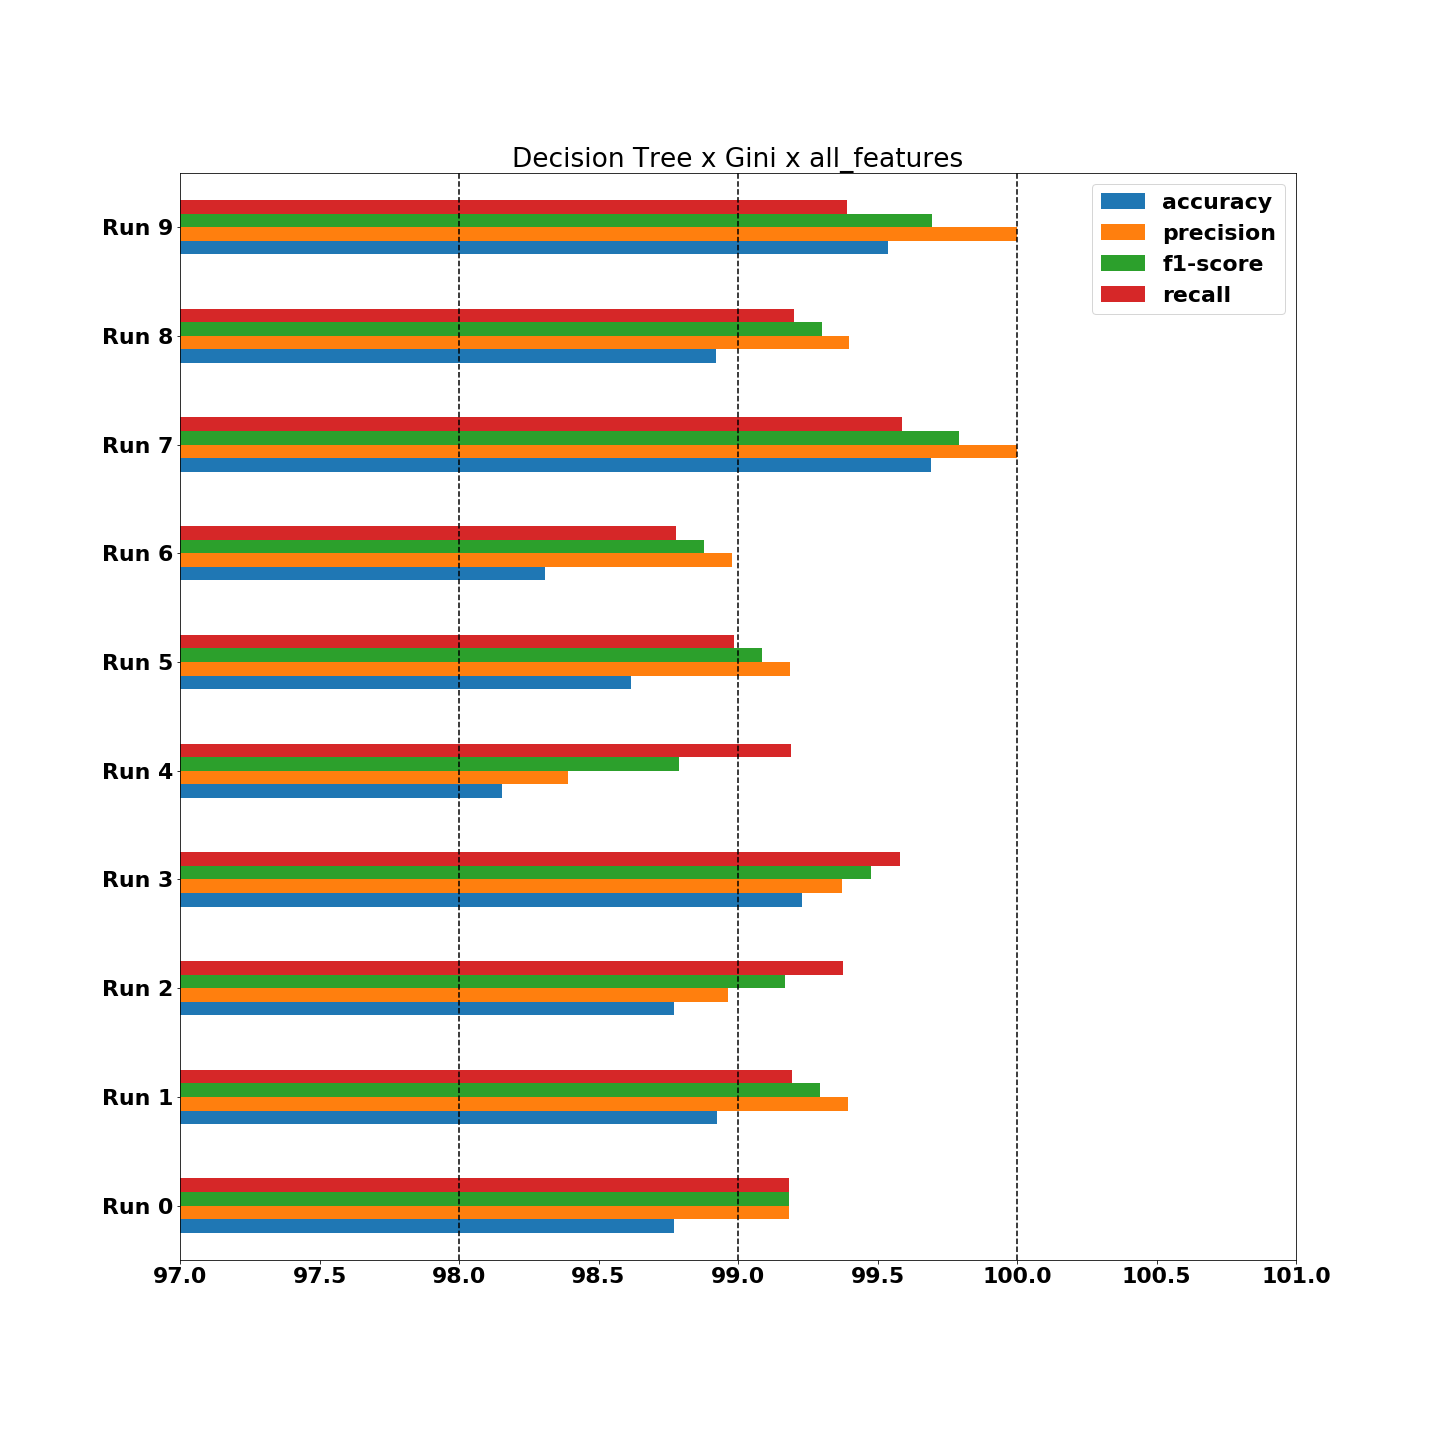 Decision Tree x Gini x all_features
accuracy
precision
f1-score
recall
Run 9
Run 8
Run 7
Run 6
Run 5
Run 4
Run 3
Run 2
Run 1
Run 0
97.0 97.5 98.0 98.5 99.0 99.5 100.0 100.5 101.0